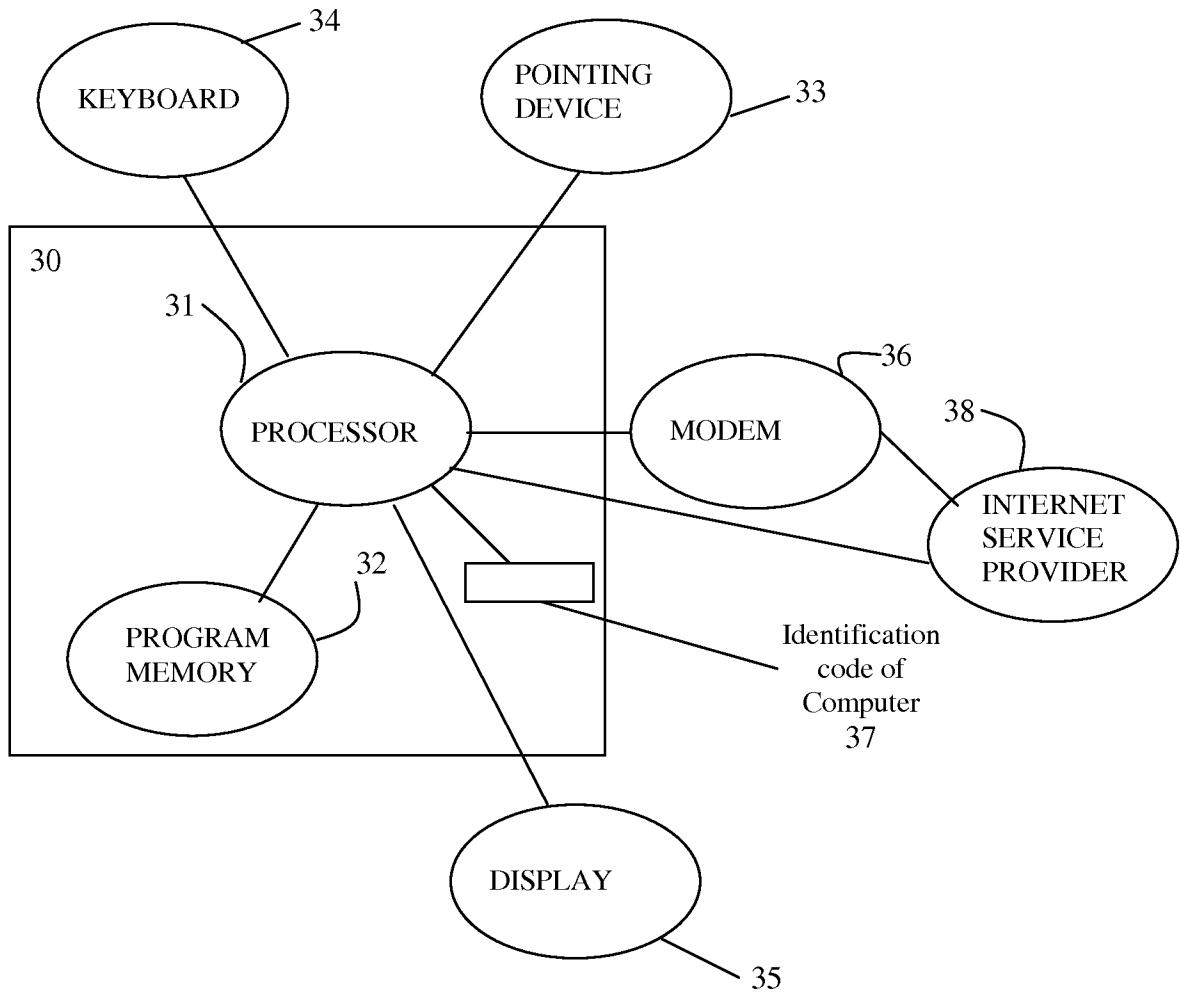 34
KEYBOARD
POINTING
DEVICE
33
30
31
PROCESSOR
36
MODEM
38
INTERNET
SERVICE
PROVIDER
32
PROGRAM
MEMORY
Identification
code of
Computer
37
DISPLAY
35